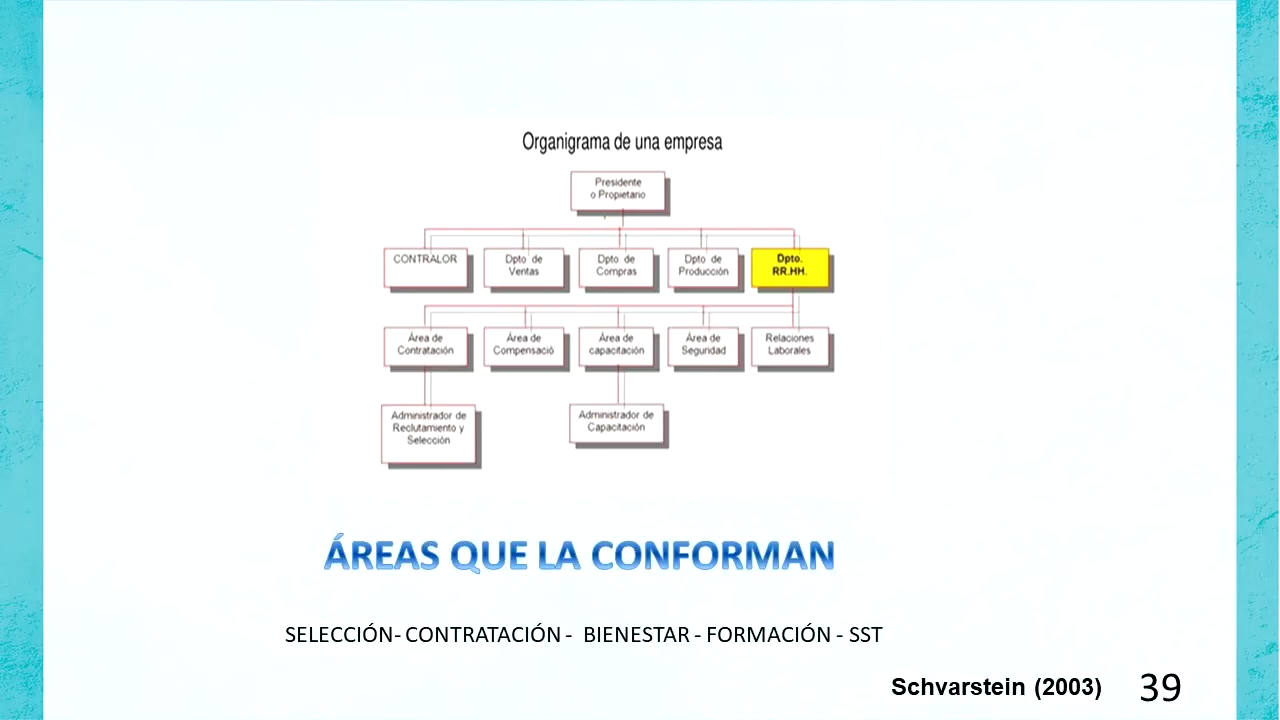 Organigrama de una empresa
Presidente
o Propietario
CONTRALOR
Dpto de
Ventas
Dpto de
Compras
Dpto de
Producción
Dpto.
RR.HH.
Área de
Contratación
Área de
Compensació
Área de
capacitación
Área de
Seguridad
Relaciones
Laborales
Administrador de
Reclutamiento y
Selección
Administrador de
Capacitación
ÁREAS QUE LA CONFORMAN
SELECCIÓN- CONTRATACIÓN - BIENESTAR - FORMACIÓN - SST
Schvarstein (2003)
39